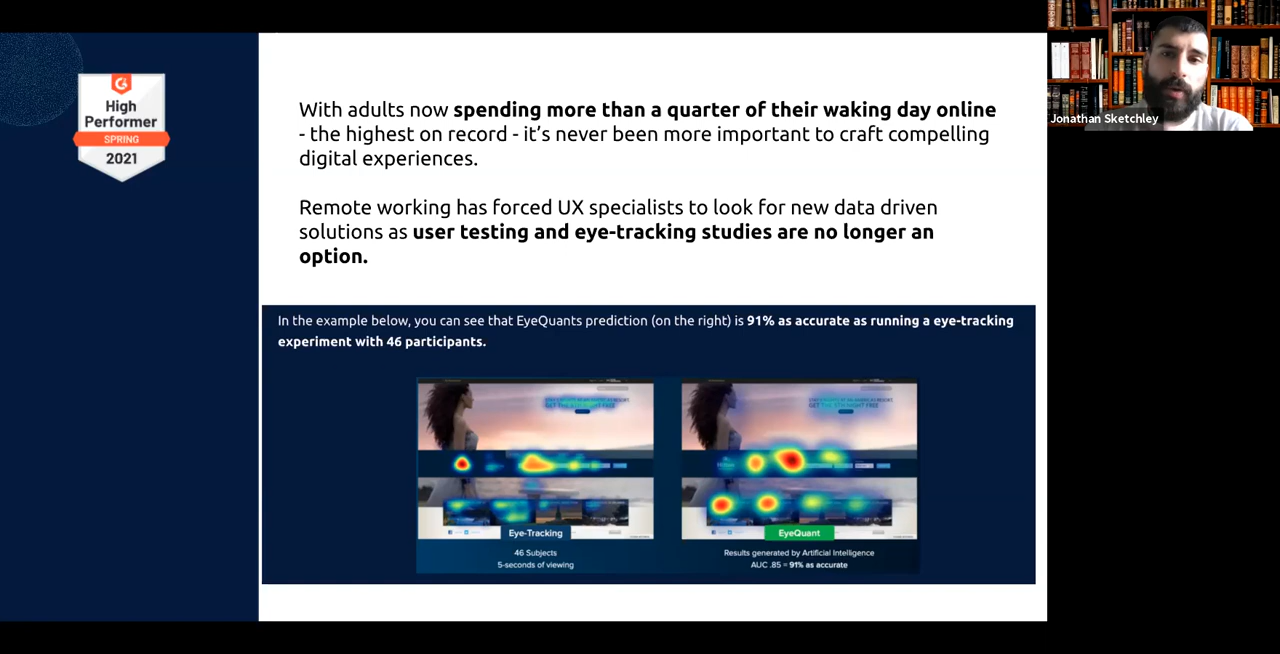 High
Performer
SPRING
2021
With adults now spending more than a quarter of their waking day online
- the highest on record - it’s never been more important to craft compelling
digital experiences.
Remote working has forced UX specialists to look for new data driven
solutions as user testing and eye-tracking studies are no longer an
option.
In the example below, you can see that EyeQuants prediction (on the right) is 91% as accurate as running a eye-tracking
experiment with 46 participants.
GET THE 5TH NIGHT FREE
Eye-Tracking
46 Subjects
5-seconds of viewing
EyeQuant
Results generated by Artificial Intelligence
AUC .85 = 91% as accurate
Jonathan Sketchley